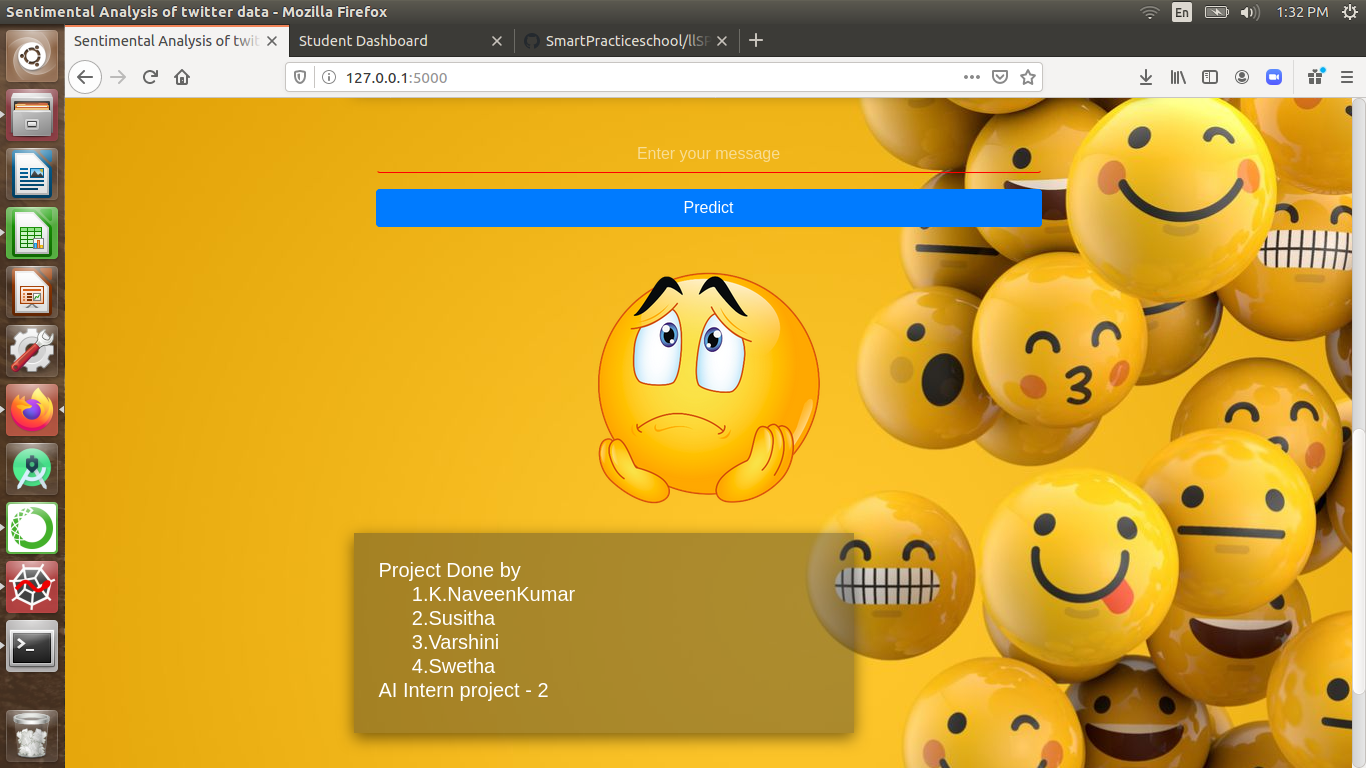 Sentimental Analysis of twitter data - Mozilla Firefox
En
1:32 PM
Sentimental Analysis of twit
Student Dashboard
SmartPracticeschool/llSP
127.0.0.1:5000
Enter your message
Predict
Project Done by
1.K.NaveenKumar
2.Susitha
3.Varshini
4.Swetha
AI Intern project - 2